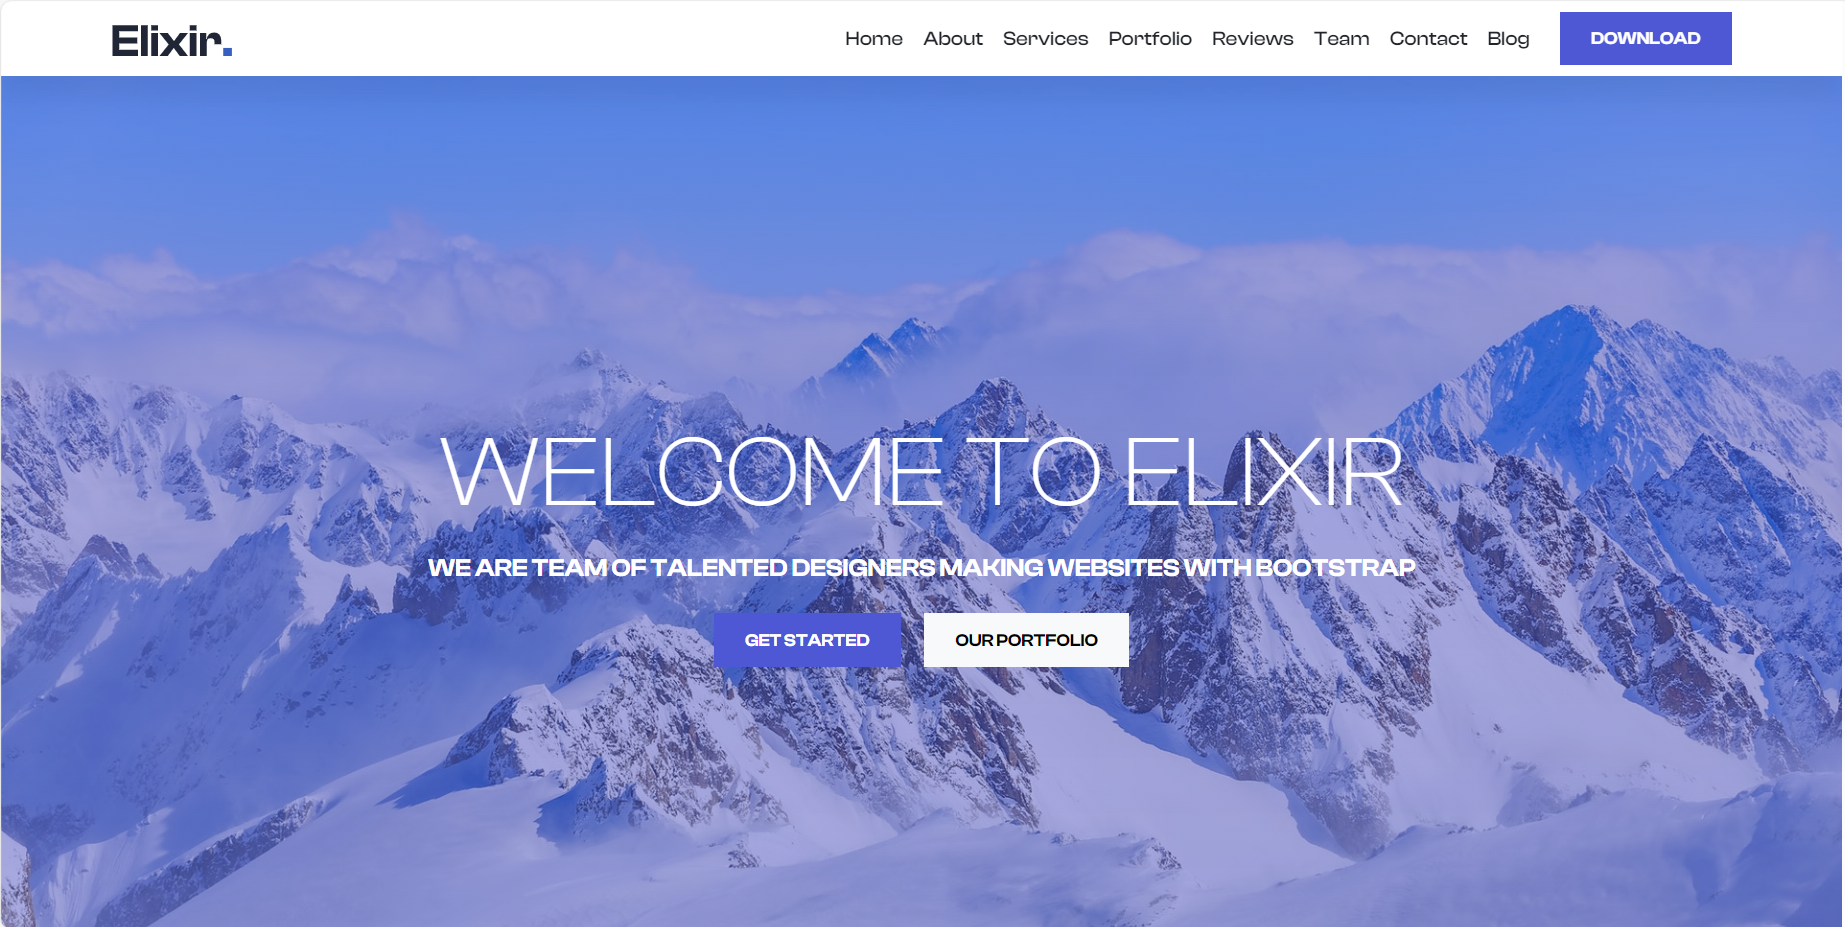 Elixir.
Home About Services Portfolio Reviews Team Contact Blog DOWNLOAD
WELCOME TO ELIXIR
WE ARE TEAM OF TALENTED DESIGNERS MAKING WEBSITES WITH BOOTSTRAP
GET STARTED OUR PORTFOLIO